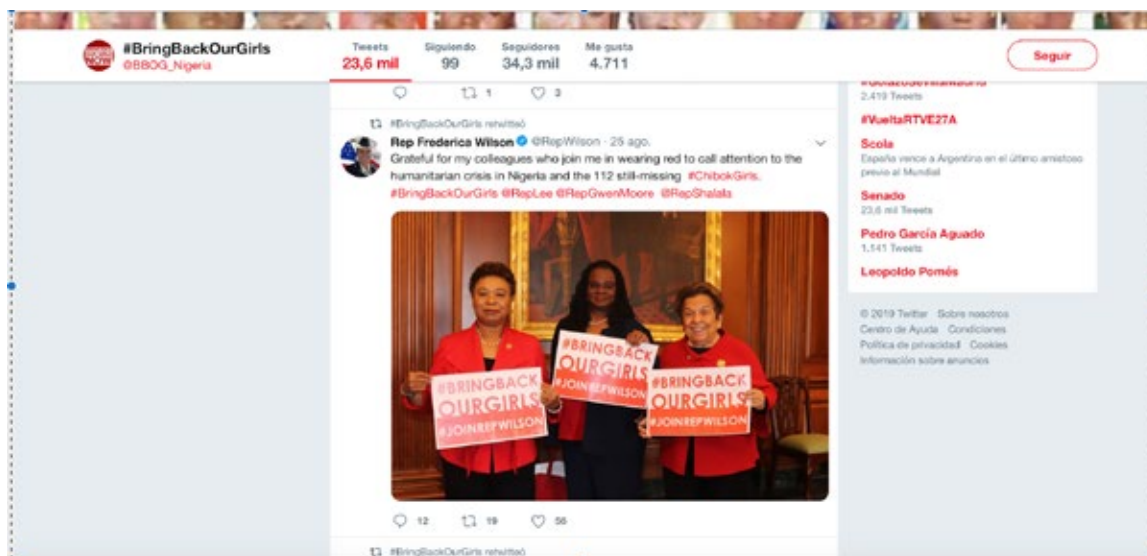 #BringBackOurGirls
@BBOG_Nigeria
Tweets
23,6 mil
Siguiendo
99
Seguidores
34,3 mil
Me gusta
4.711
Seguir
1
3
#BringBackOurGirls retwitteó
Rep Frederica Wilson @RepWilson · 25 ago.
Grateful for my colleagues who join me in wearing red to call attention to the
humanitarian crisis in Nigeria and the 112 still-missing #ChibokGirls.
#BringBackOurGirls @RepLee @RepGwenMoore @RepShalala
#BRINGBACK
OURGIRLS
#JOINREPWILSON
#BRINGBACK
OURGIRLS
#JOINREPWILSON
#BRINGBACK
OURGIRLS
#JOINREPWILSON
12
19
56
#BringBackOurGirls retwitteó
2.419 Tweets
#VueltaRTVE27A
Scola
España vence a Argentina en el último amistoso
previo al Mundial
Senado
23,6 mil Tweets
Pedro García Aguado
1.541 Tweets
Leopoldo Pomés
© 2019 Twitter Sobre nosotros
Centro de Ayuda Condiciones
Política de privacidad Cookies
Información sobre anuncios